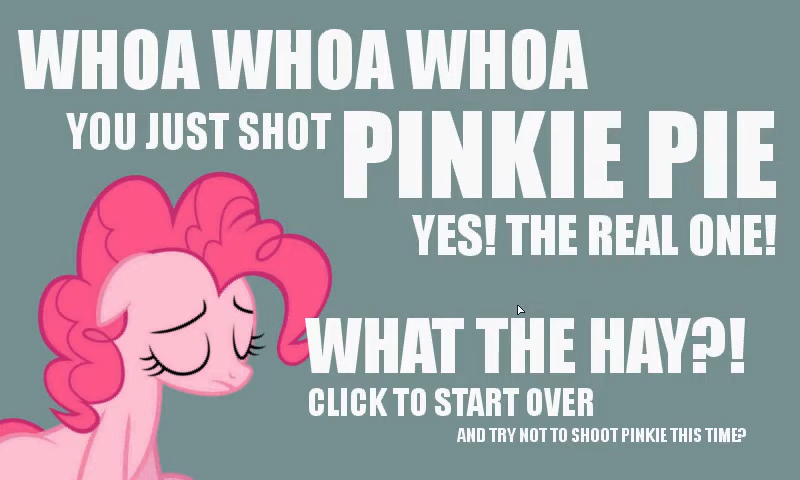 WHOA WHOA WHOA
YOU JUST SHOT PINKIE PIE
YES! THE REAL ONE!
WHAT THE HAY?!
CLICK TO START OVER
AND TRY NOT TO SHOOT PINKIE THIS TIME?